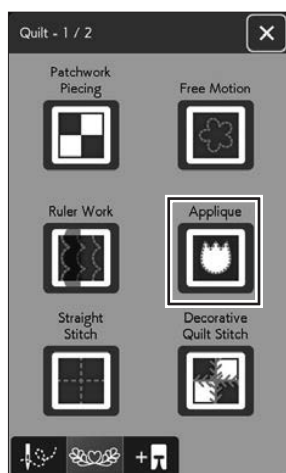 Quilt - 1 / 2
Patchwork
Piecing
Free Motion
Ruler Work
Applique
Straight
Stitch
Decorative
Quilt Stitch